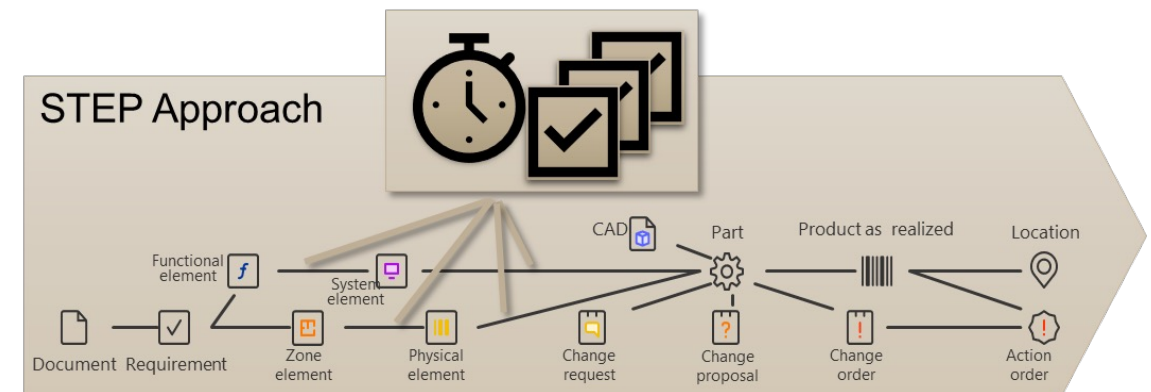 STEP Approach
CAD
Part
Product as realized
Location
Functional
element
System
element
Document
Requirement
Zone
element
Physical
element
Change
request
Change
proposal
Change
order
Action
order